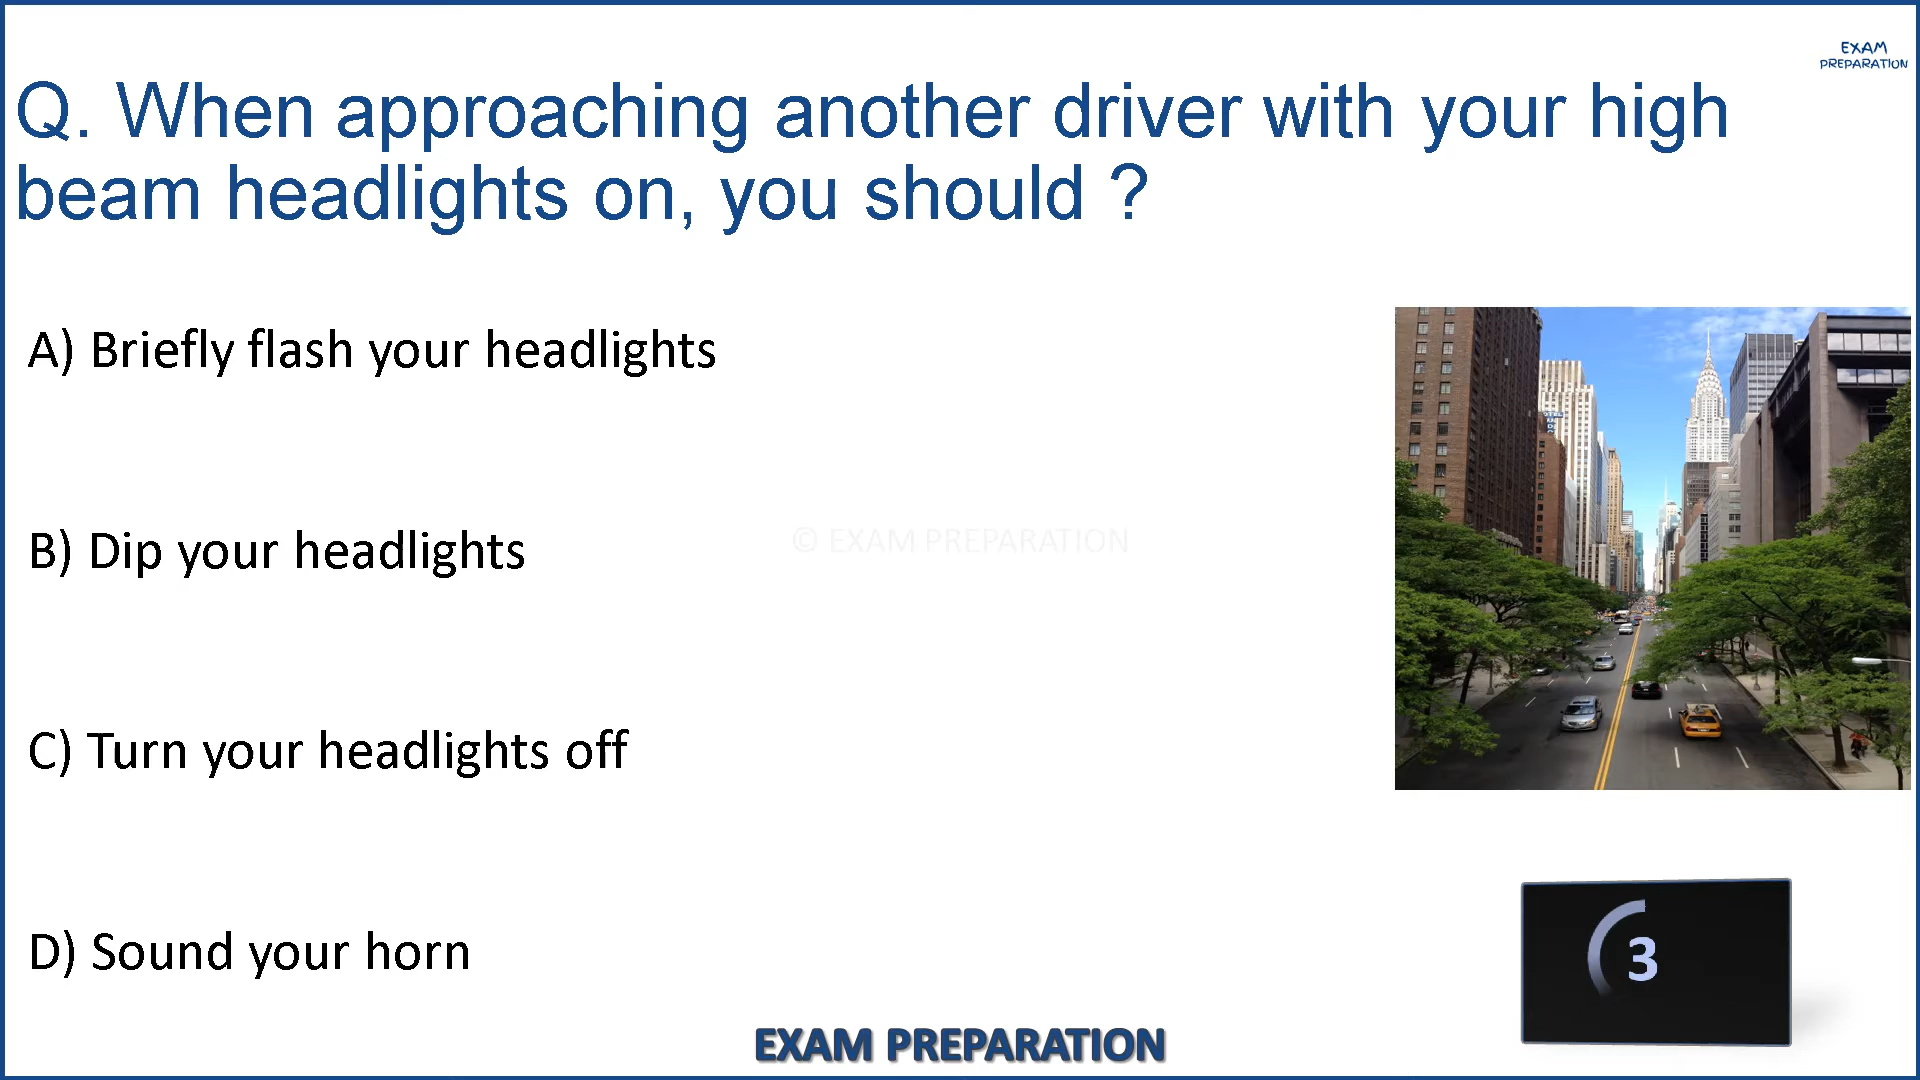 EXAM
PREPARATION
Q. When approaching another driver with your high
beam headlights on, you should ?
A) Briefly flash your headlights
B) Dip your headlights
© EXAM PREPARATION
C) Turn your headlights off
D) Sound your horn
3
EXAM PREPARATION